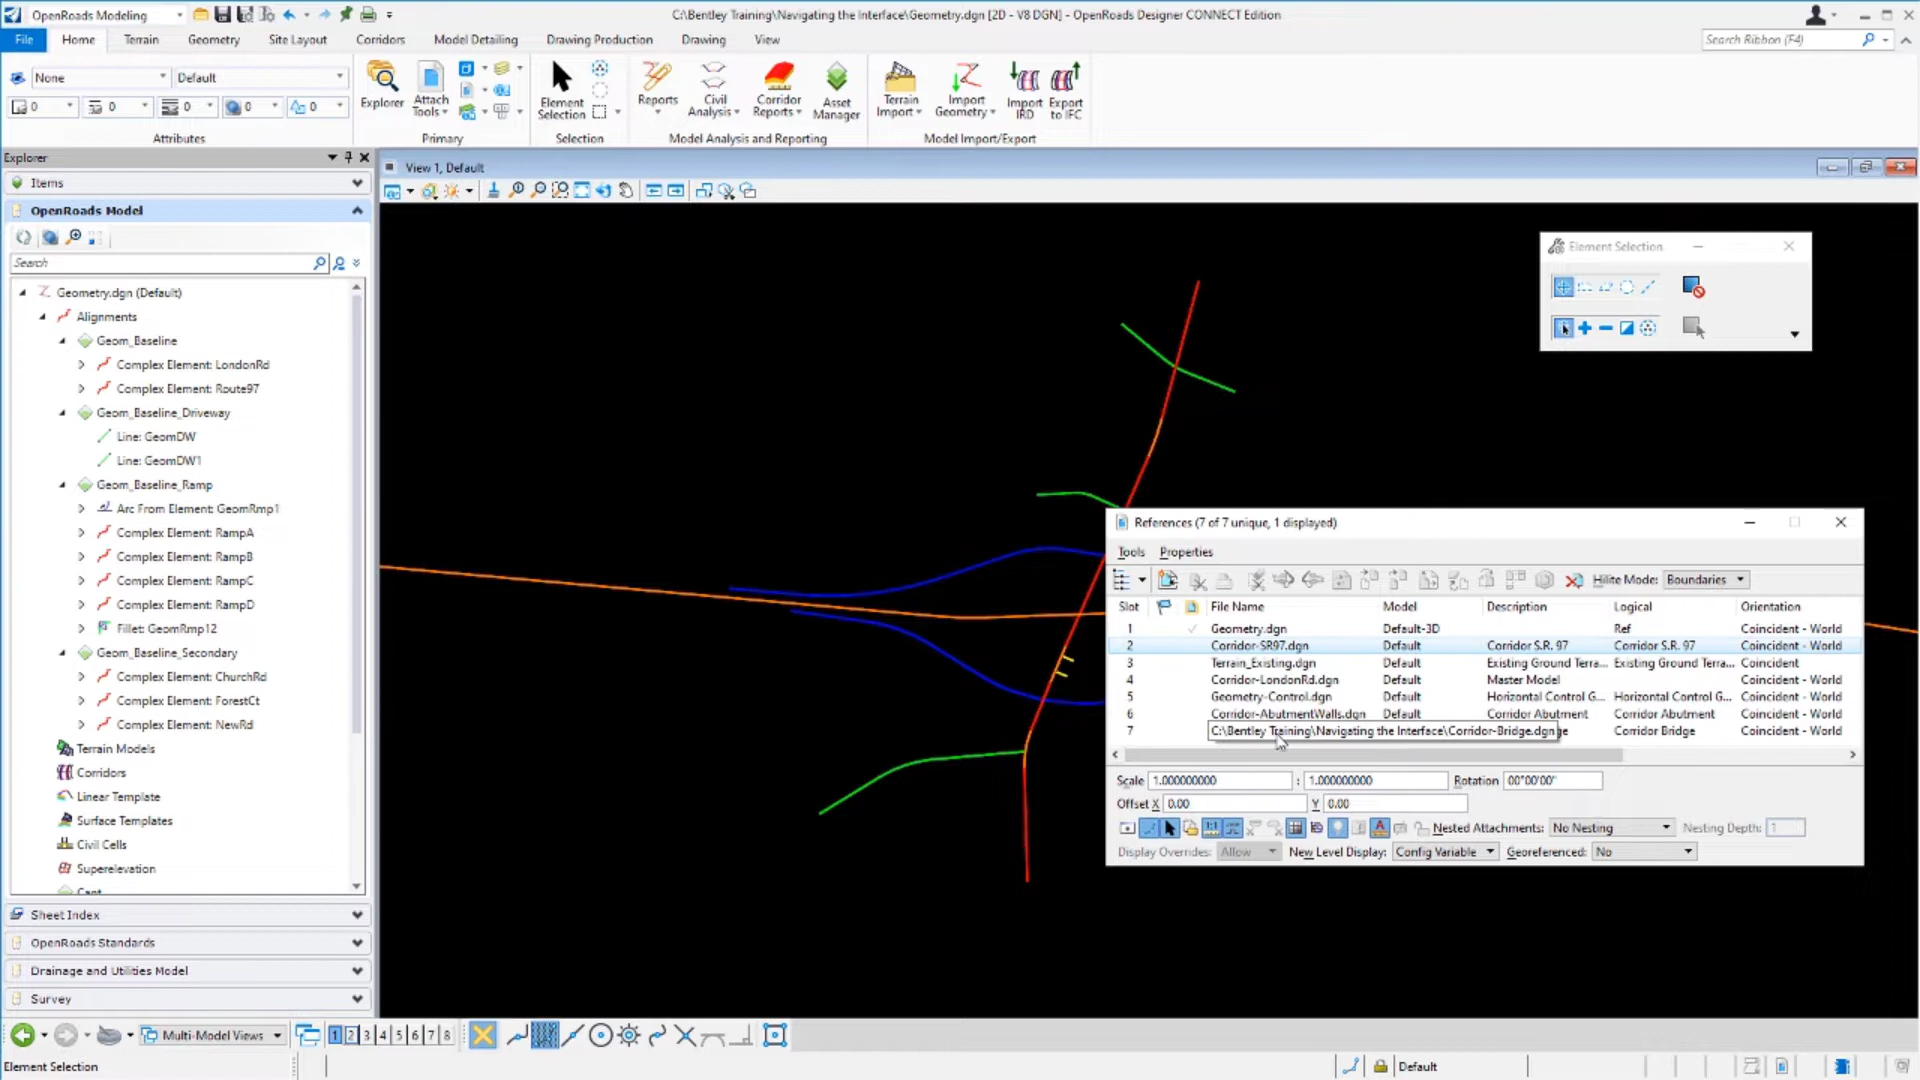 OpenRoads Modeling
C:\Bentley Training\Navigating the Interface\Geometry.dgn [2D - V8 DGN] - OpenRoads Designer CONNECT Edition
File Home Terrain Geometry Site Layout Corridors Model Detailing Drawing Production Drawing View
Search Ribbon (F4)
None Default
0 0 0 0 0
Attributes
Explorer Attach Tools
Primary
Element Selection
Selection
Reports Civil Analysis Corridor Reports Asset Manager
Model Analysis and Reporting
Terrain Import Import Geometry Import IRD Export to IFC
Model Import/Export
Explorer
Items
OpenRoads Model
Search
Geometry.dgn (Default)
Alignments
Geom_Baseline
Complex Element: LondonRd
Complex Element: Route97
Geom_Baseline_Driveway
Line: GeomDW
Line: GeomDW1
Geom_Baseline_Ramp
Arc From Element: GeomRmp1
Complex Element: RampA
Complex Element: RampB
Complex Element: RampC
Complex Element: RampD
Fillet: GeomRmp12
Geom_Baseline_Secondary
Complex Element: ChurchRd
Complex Element: ForestCt
Complex Element: NewRd
Terrain Models
Corridors
Linear Template
Surface Templates
Civil Cells
Superelevation
Cant
Sheet Index
OpenRoads Standards
Drainage and Utilities Model
Survey
View 1, Default
Element Selection
References (7 of 7 unique, 1 displayed)
Tools Properties
Hilite Mode: Boundaries
Slot File Name Model Description Logical Orientation
1 Geometry.dgn Default-3D Ref Coincident - World
2 Corridor-SR97.dgn Default Corridor S.R. 97 Corridor S.R. 97 Coincident - World
3 Terrain_Existing.dgn Default Existing Ground Terra... Existing Ground Terra... Coincident
4 Corridor-LondonRd.dgn Default Master Model Coincident - World
5 Geometry-Control.dgn Default Horizontal Control G... Horizontal Control G... Coincident - World
6 Corridor-AbutmentWalls.dgn Default Corridor Abutment Corridor Abutment Coincident - World
7 C:\Bentley Training\Navigating the Interface\Corridor-Bridge.dgn ge Corridor Bridge Coincident - World
Scale 1.000000000 : 1.000000000 Rotation 00°00'00"
Offset X 0.00 Y 0.00
Nested Attachments: No Nesting Nesting Depth: 1
Display Overrides: Allow New Level Display: Config Variable Georeferenced: No
Multi-Model Views 1 2 3 4 5 6 7 8
Element Selection
Default